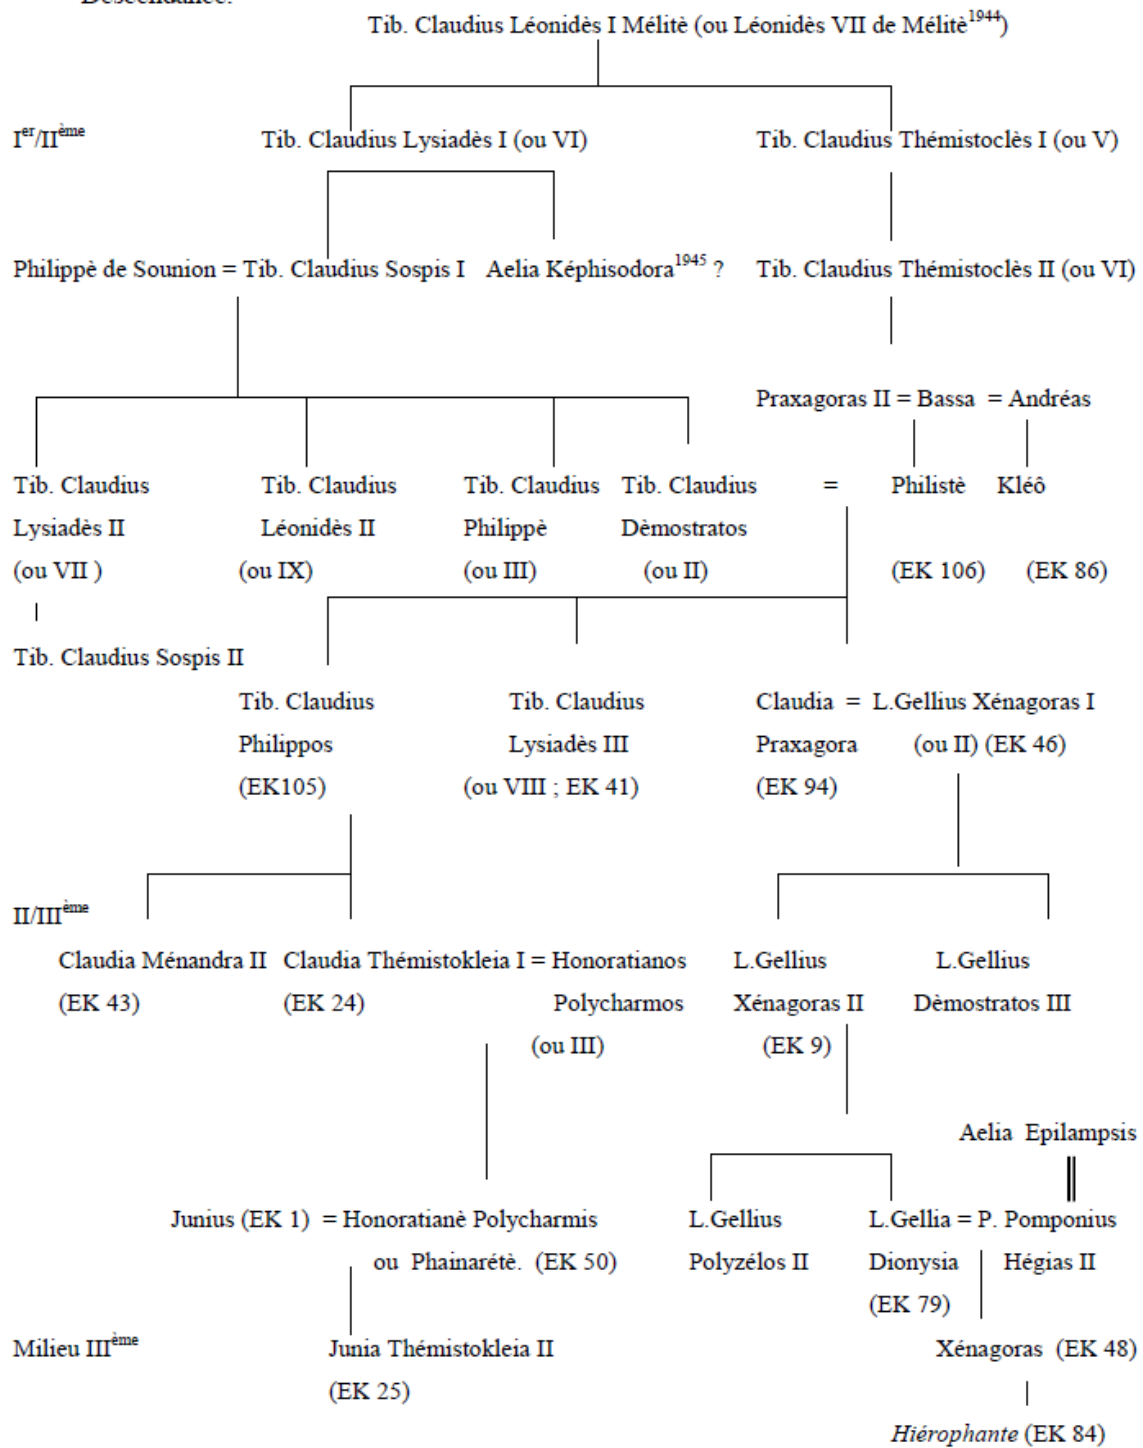 Descendance.
Tib. Claudius Léonidès I Mélitè (ou Léonidès VII de Mélitè1944)
Ier/IIème Tib. Claudius Lysiadès I (ou VI) Tib. Claudius Thémistoclès I (ou V)
Philippè de Sounion = Tib. Claudius Sospis I Aelia Képhisodora1945 ? Tib. Claudius Thémistoclès II (ou VI)
Praxagoras II = Bassa = Andréas
Tib. Claudius Tib. Claudius Tib. Claudius Tib. Claudius = Philistè Kléô
Lysiadès II Léonidès II Philippè Dèmostratos
(ou VII ) (ou IX) (ou III) (ou II) (EK 106) (EK 86)
Tib. Claudius Sospis II
Tib. Claudius Tib. Claudius Claudia = L.Gellius Xénagoras I
Philippos Lysiadès III Praxagora (ou II) (EK 46)
(EK105) (ou VIII ; EK 41) (EK 94)
II/IIIème
Claudia Ménandra II Claudia Thémistokleia I = Honoratianos L.Gellius L.Gellius
(EK 43) (EK 24) Polycharmos Xénagoras II Dèmostratos III
(ou III) (EK 9)
Aelia Epilampsis
Junius (EK 1) = Honoratianè Polycharmis L.Gellius L.Gellia = P. Pomponius
ou Phainarétè. (EK 50) Polyzélos II Dionysia Hégias II
(EK 79)
Milieu IIIème Junia Thémistokleia II Xénagoras (EK 48)
(EK 25)
Hiérophante (EK 84)